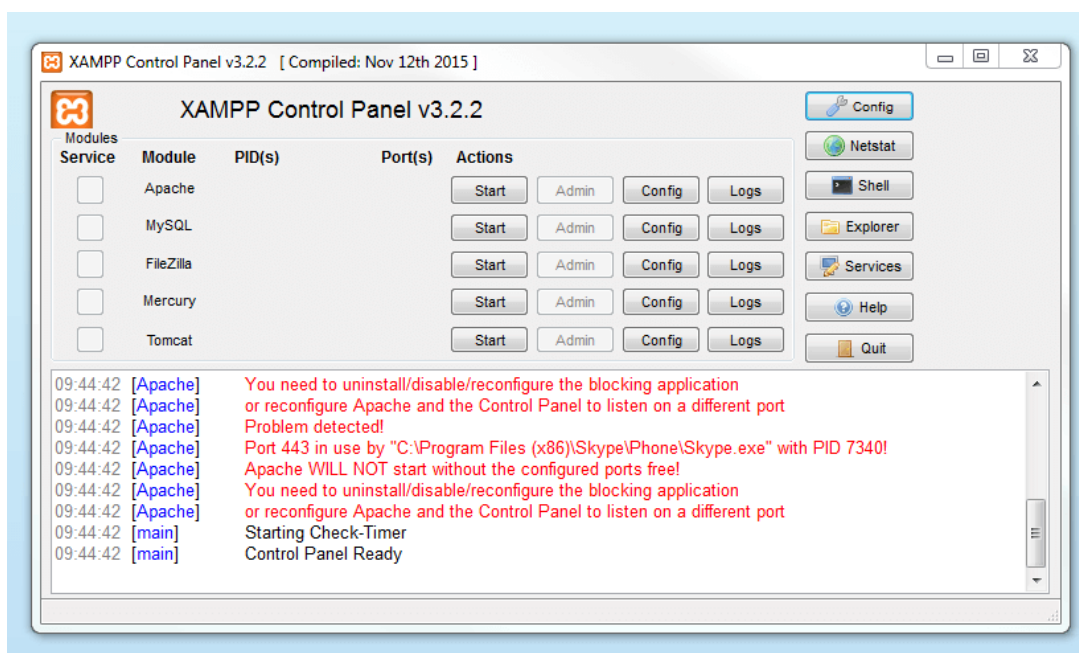 XAMPP Control Panel v3.2.2 [ Compiled: Nov 12th 2015 ]
XAMPP Control Panel v3.2.2
Config
Netstat
Shell
Explorer
Services
Help
Quit
Modules
Service Module PID(s) Port(s) Actions
Apache Start Admin Config Logs
MySQL Start Admin Config Logs
FileZilla Start Admin Config Logs
Mercury Start Admin Config Logs
Tomcat Start Admin Config Logs
09:44:42 [Apache] You need to uninstall/disable/reconfigure the blocking application
09:44:42 [Apache] or reconfigure Apache and the Control Panel to listen on a different port
09:44:42 [Apache] Problem detected!
09:44:42 [Apache] Port 443 in use by "C:\Program Files (x86)\Skype\Phone\Skype.exe" with PID 7340!
09:44:42 [Apache] Apache WILL NOT start without the configured ports free!
09:44:42 [Apache] You need to uninstall/disable/reconfigure the blocking application
09:44:42 [Apache] or reconfigure Apache and the Control Panel to listen on a different port
09:44:42 [main] Starting Check-Timer
09:44:42 [main] Control Panel Ready